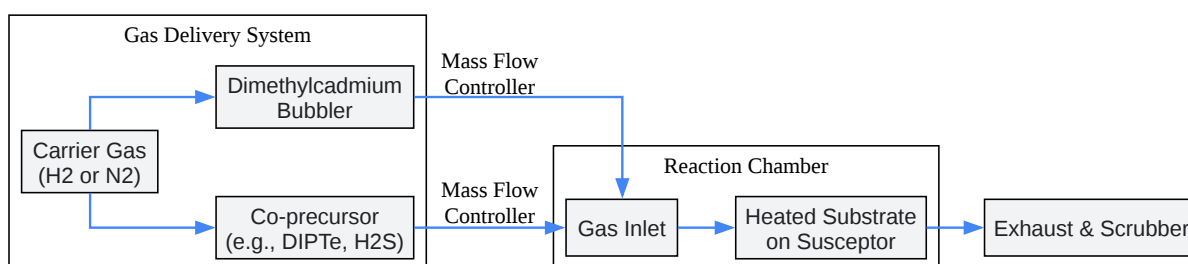 Gas Delivery System
Mass Flow
Controller
Dimethylcadmium
Bubbler
Carrier Gas
(H2 or N2)
Reaction Chamber
Mass Flow
Controller
Co-precursor
(e.g., DIPTe, H2S)
Gas Inlet
Heated Substrate
on Susceptor
Exhaust & Scrubber